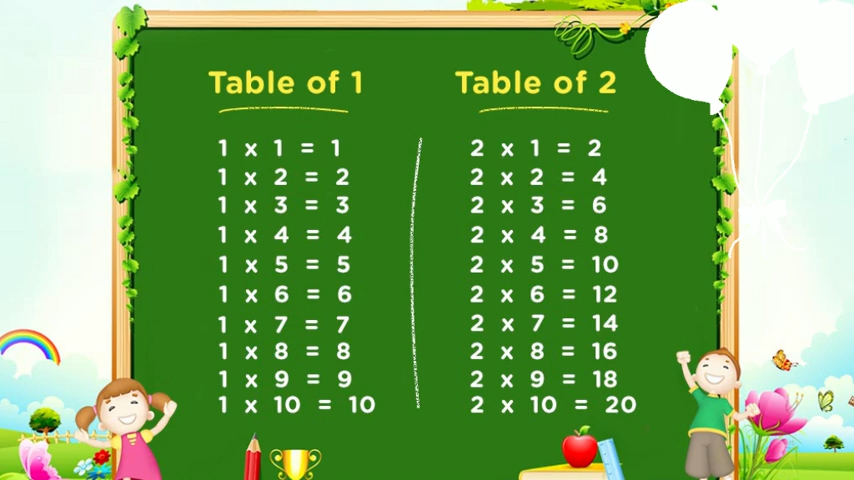 Table of 1
1 x 1 = 1
1 x 2 = 2
1 x 3 = 3
1 x 4 = 4
1 x 5 = 5
1 x 6 = 6
1 x 7 = 7
1 x 8 = 8
1 x 9 = 9
1 x 10 = 10
Table of 2
2 x 1 = 2
2 x 2 = 4
2 x 3 = 6
2 x 4 = 8
2 x 5 = 10
2 x 6 = 12
2 x 7 = 14
2 x 8 = 16
2 x 9 = 18
2 x 10 = 20